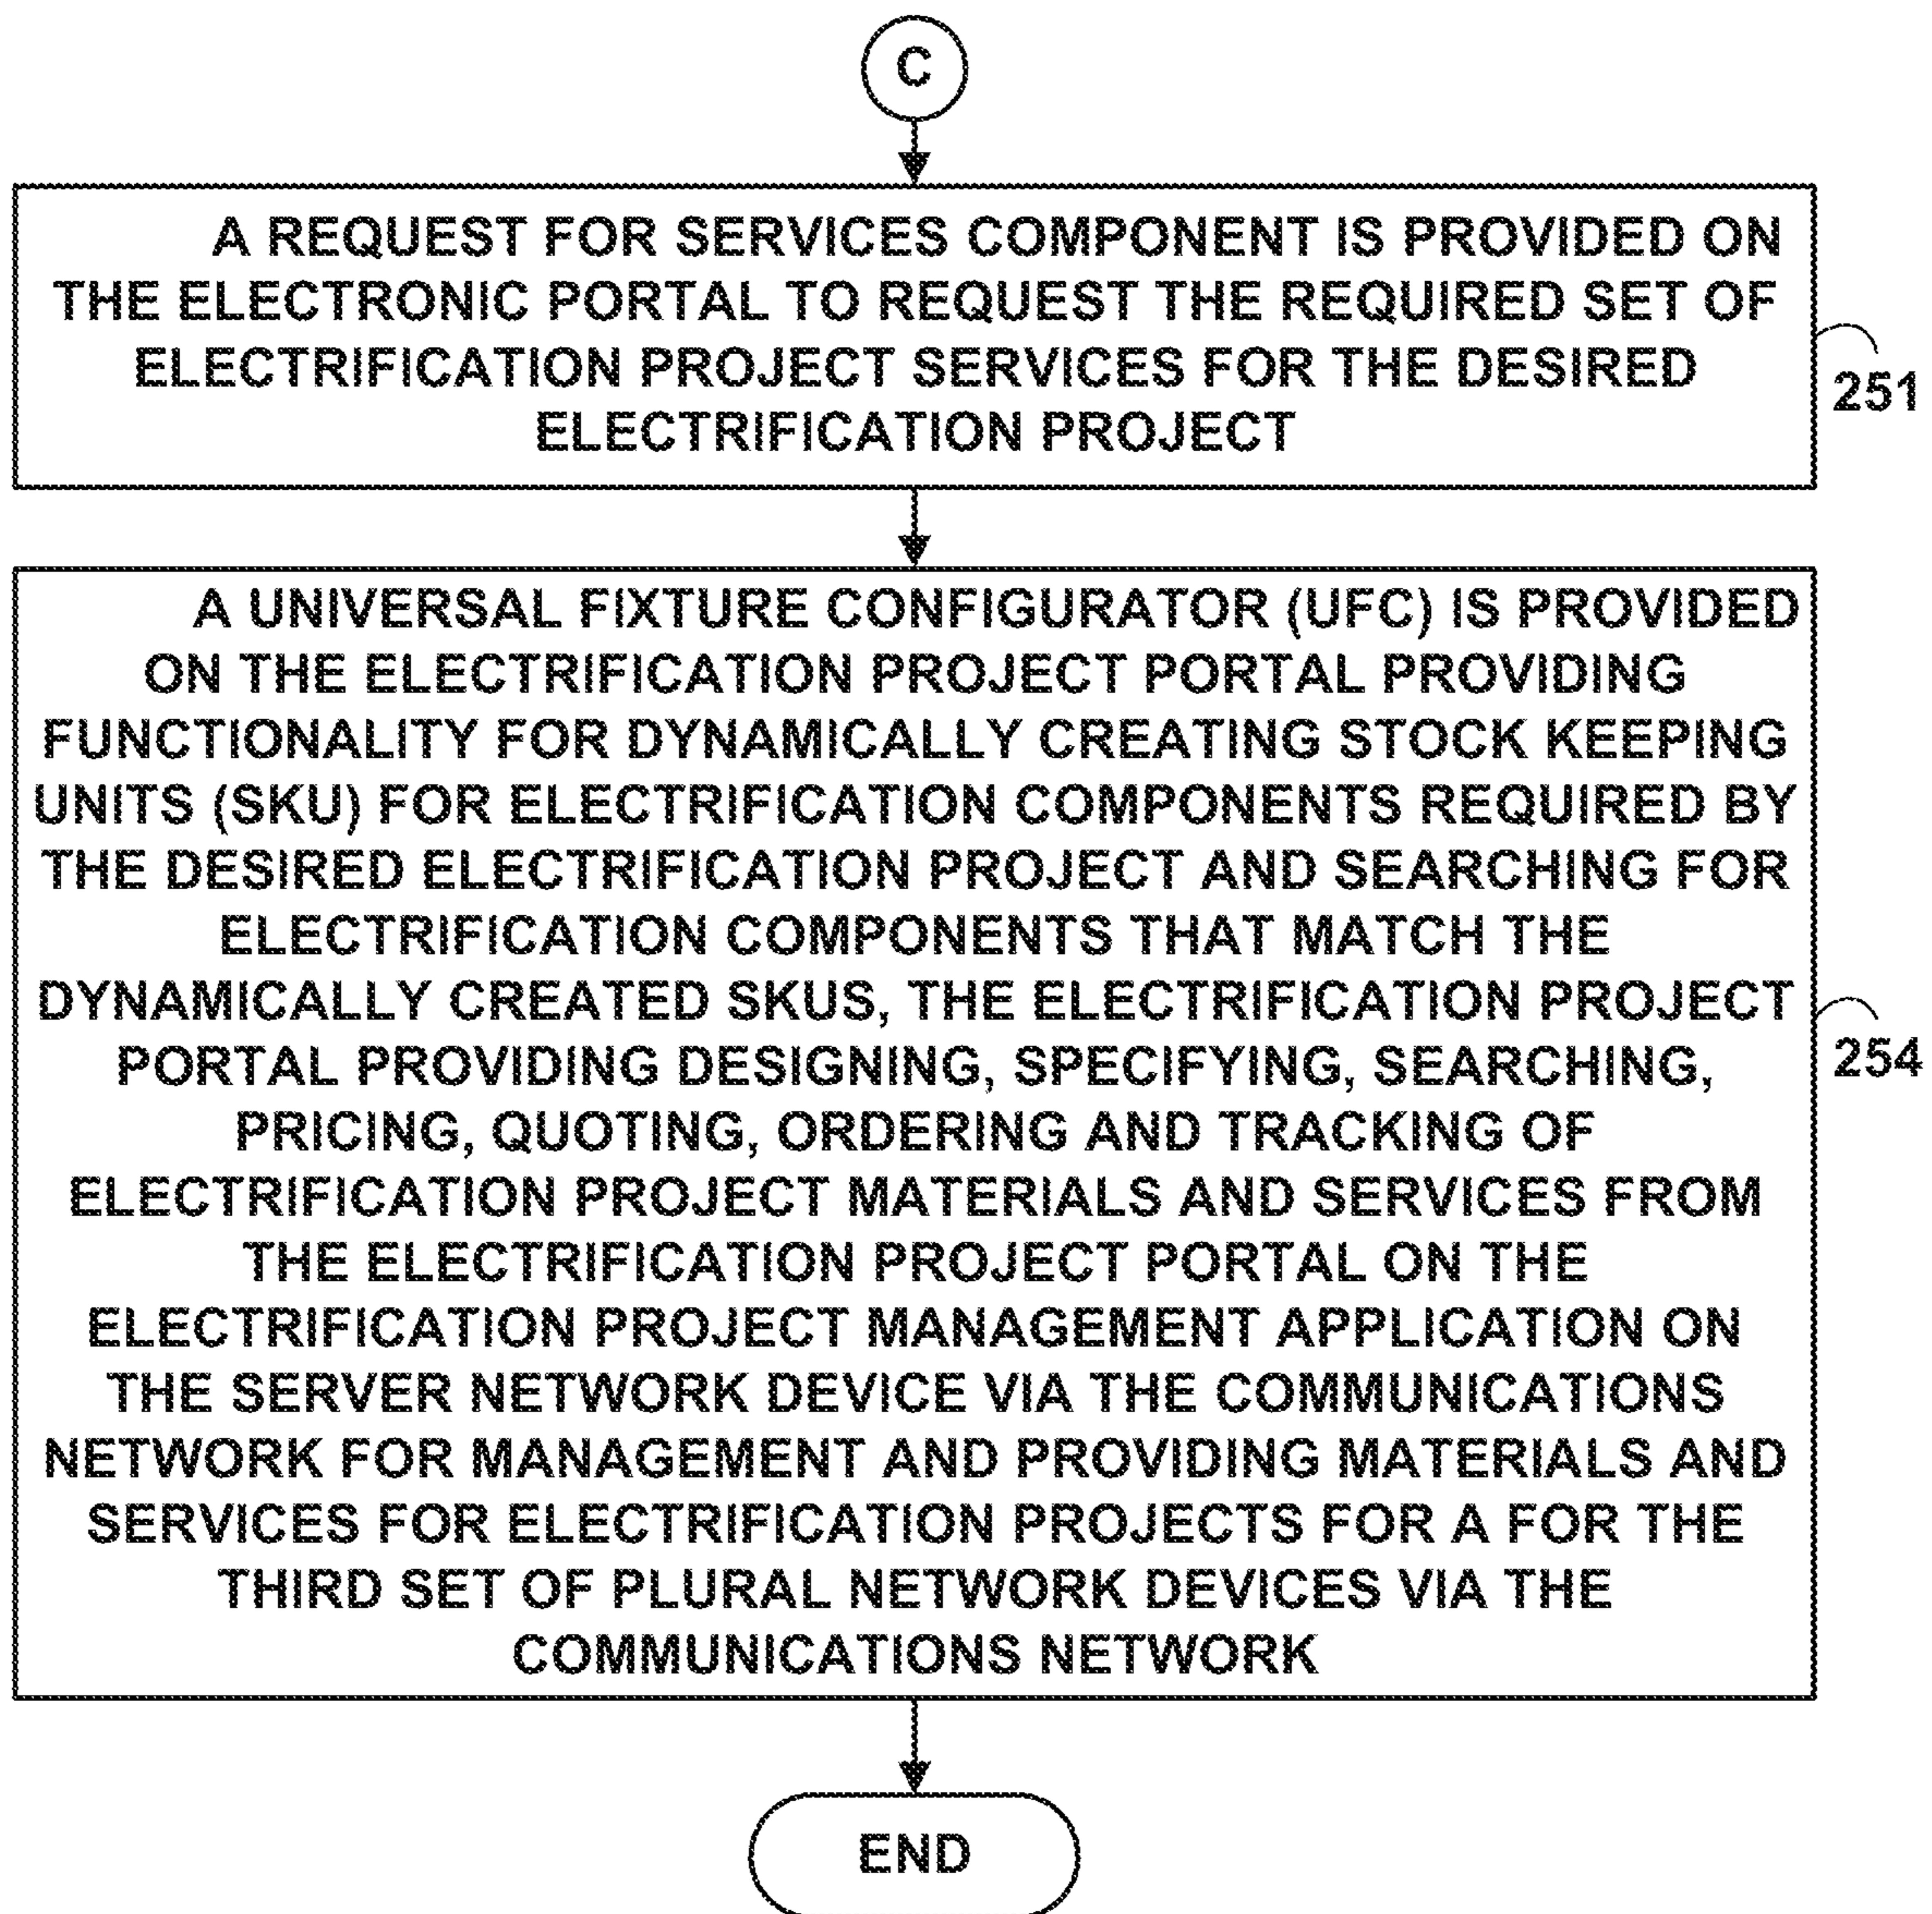 C
A REQUEST FOR SERVICES COMPONENT IS PROVIDED ON
THE ELECTRONIC PORTAL TO REQUEST THE REQUIRED SET OF
ELECTRIFICATION PROJECT SERVICES FOR THE DESIRED
ELECTRIFICATION PROJECT
251
A UNIVERSAL FIXTURE CONFIGURATOR (UFC) IS PROVIDED
ON THE ELECTRIFICATION PROJECT PORTAL PROVIDING
FUNCTIONALITY FOR DYNAMICALLY CREATING STOCK KEEPING
UNITS (SKU) FOR ELECTRIFICATION COMPONENTS REQUIRED BY
THE DESIRED ELECTRIFICATION PROJECT AND SEARCHING FOR
ELECTRIFICATION COMPONENTS THAT MATCH THE
DYNAMICALLY CREATED SKUS, THE ELECTRIFICATION PROJECT
PORTAL PROVIDING DESIGNING, SPECIFYING, SEARCHING,
PRICING, QUOTING, ORDERING AND TRACKING OF
ELECTRIFICATION PROJECT MATERIALS AND SERVICES FROM
THE ELECTRIFICATION PROJECT PORTAL ON THE
ELECTRIFICATION PROJECT MANAGEMENT APPLICATION ON
THE SERVER NETWORK DEVICE VIA THE COMMUNICATIONS
NETWORK FOR MANAGEMENT AND PROVIDING MATERIALS AND
SERVICES FOR ELECTRIFICATION PROJECTS FOR A FOR THE
THIRD SET OF PLURAL NETWORK DEVICES VIA THE
COMMUNICATIONS NETWORK
254
END